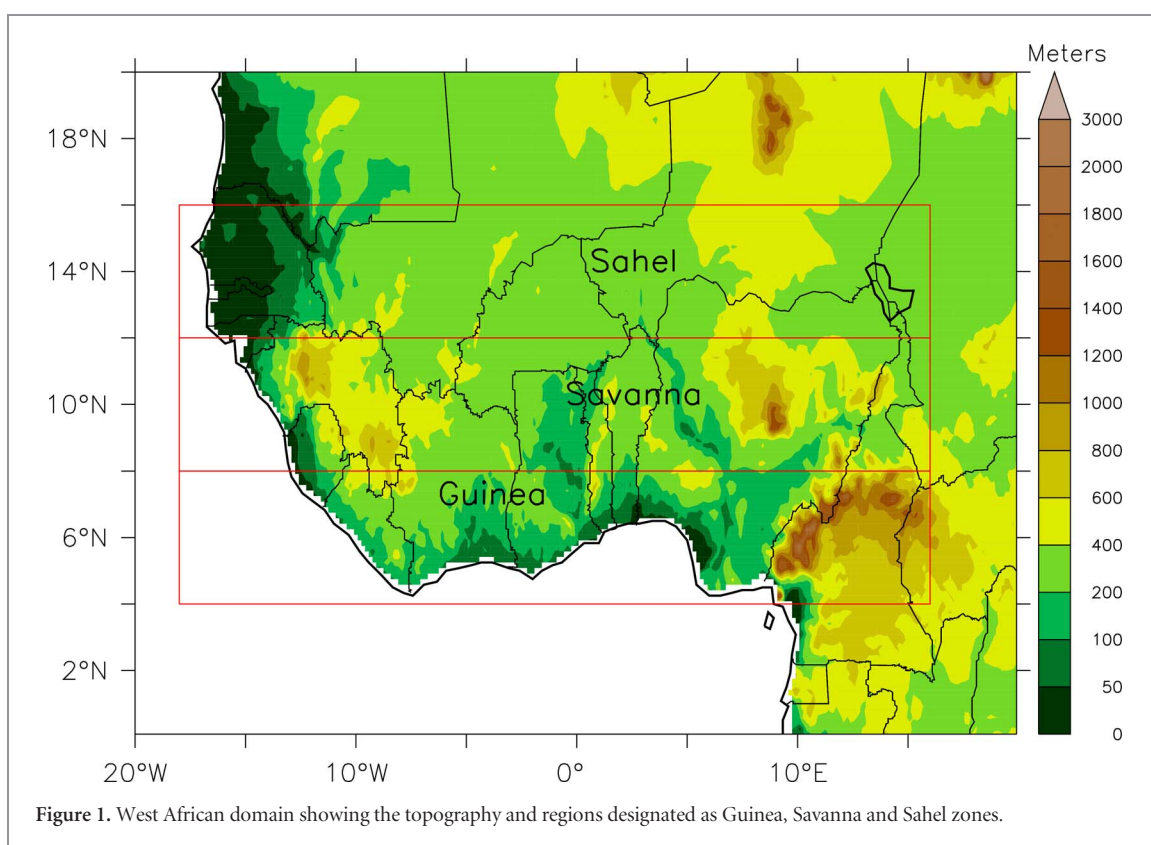 Meters
18°N
14°N
10°N
6°N
2°N
20°W
10°W
0°
10°E
Sahel
Savanna
Guinea
3000
2000
1800
1600
1400
1200
1000
800
600
400
200
100
50
0
Figure 1. West African domain showing the topography and regions designated as Guinea, Savanna and Sahel zones.